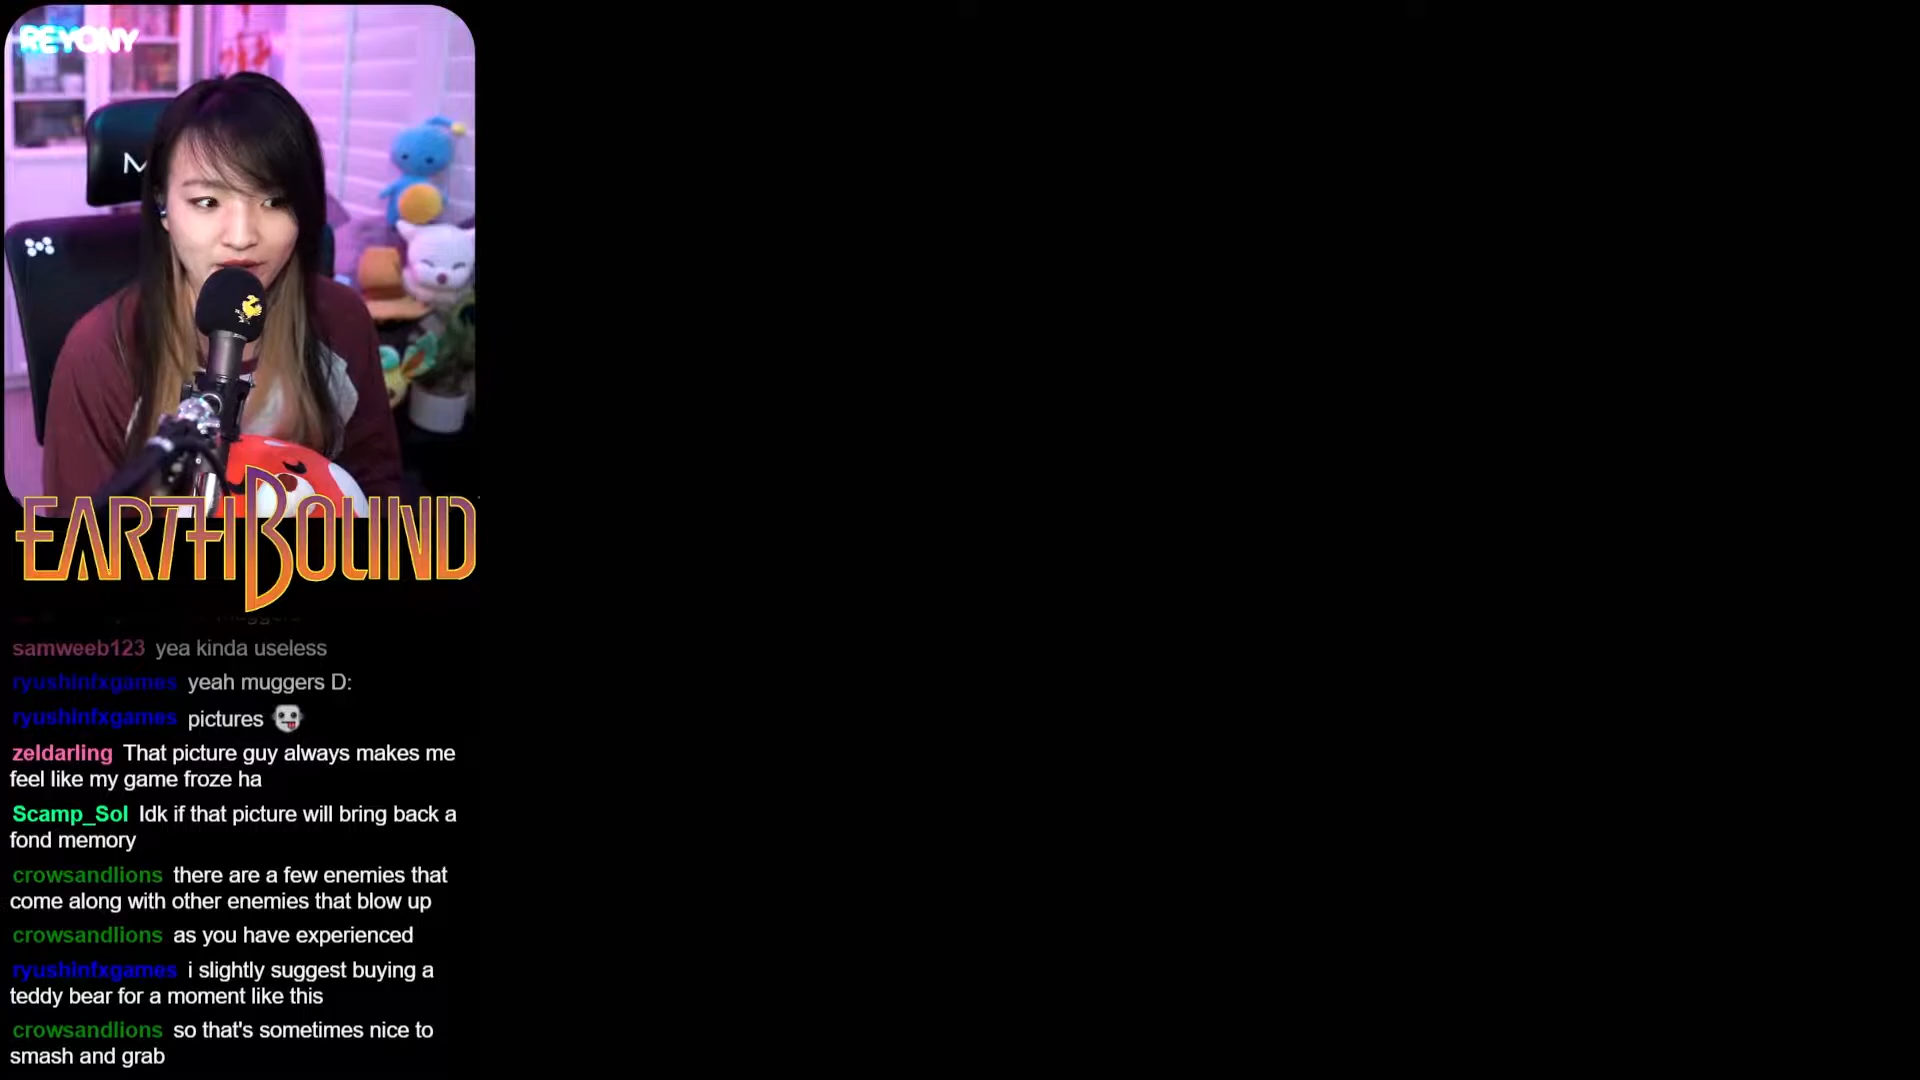 REYONY
M
EARTHBOUND
samweeb123 yea kinda useless
ryushinfxgames yeah muggers D:
ryushinfxgames pictures
zeldarling That picture guy always makes me
feel like my game froze ha
Scamp_Sol Idk if that picture will bring back a
fond memory
crowsandlions there are a few enemies that
come along with other enemies that blow up
crowsandlions as you have experienced
ryushinfxgames i slightly suggest buying a
teddy bear for a moment like this
crowsandlions so that's sometimes nice to
smash and grab